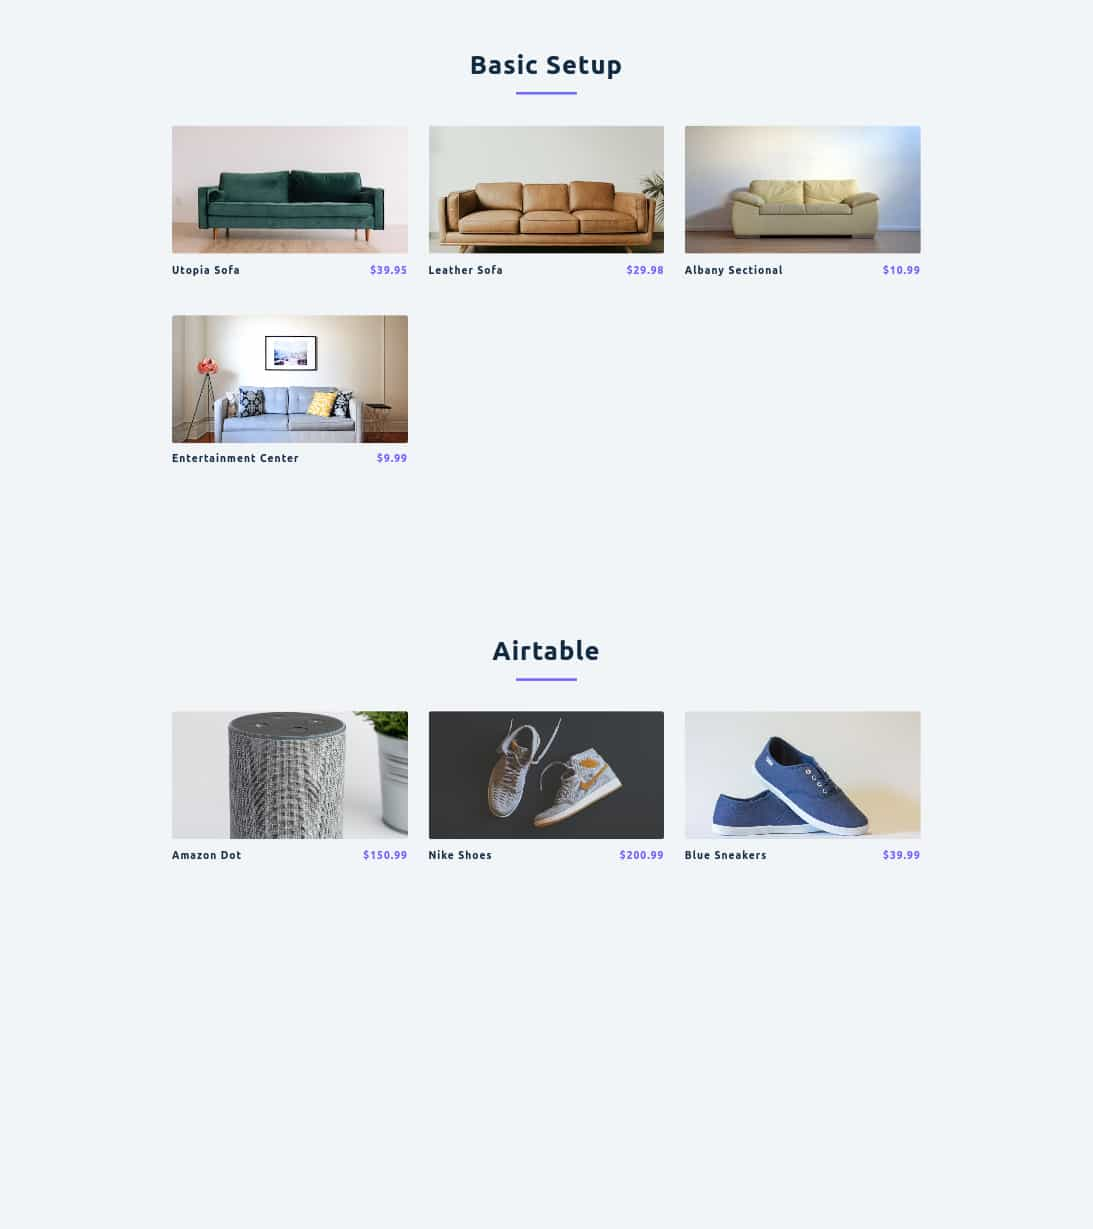 Basic Setup
Utopia Sofa $39.95
Leather Sofa $29.98
Albany Sectional $10.99
Entertainment Center $9.99
Airtable
Amazon Dot $150.99
Nike Shoes $200.99
Blue Sneakers $39.99